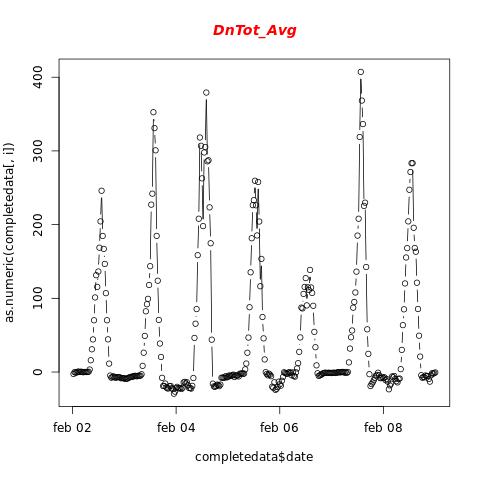 DnTot_Avg
as.numeric(completedata[, i])
400
300
200
100
0
feb 02
feb 04
feb 06
feb 08
completedata$date